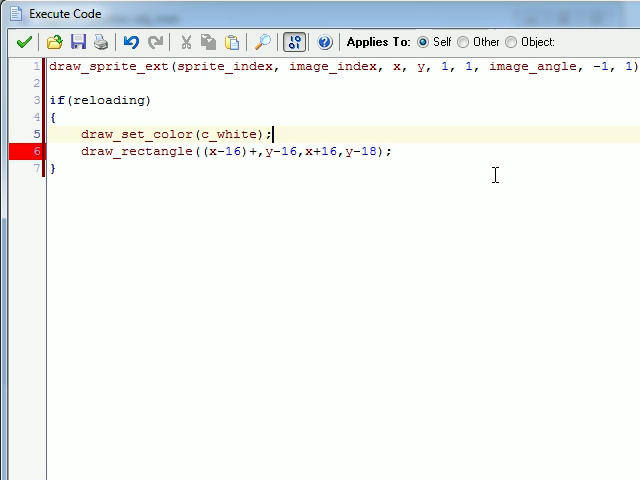 Execute Code
Applies To: Self Other Object:
1 draw_sprite_ext(sprite_index, image_index, x, y, 1, 1, image_angle, -1, 1)
2
3 if(reloading)
4 {
5 draw_set_color(c_white);
6 draw_rectangle((x-16)+,y-16,x+16,y-18);
7 }